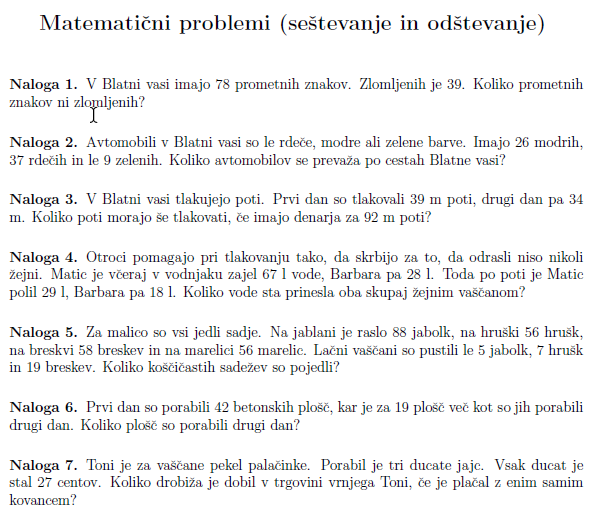 Matematični problemi (seštevanje in odštevanje)
Naloga 1. V Blatni vasi imajo 78 prometnih znakov. Zlomljenih je 39. Koliko prometnih
znakov ni zlomljenih?
Naloga 2. Avtomobili v Blatni vasi so le rdeče, modre ali zelene barve. Imajo 26 modrih,
37 rdečih in le 9 zelenih. Koliko avtomobilov se prevaža po cestah Blatne vasi?
Naloga 3. V Blatni vasi tlakujejo poti. Prvi dan so tlakovali 39 m poti, drugi dan pa 34
m. Koliko poti morajo še tlakovati, če imajo denarja za 92 m poti?
Naloga 4. Otroci pomagajo pri tlakovanju tako, da skrbijo za to, da odrasli niso nikoli
žejni. Matic je včeraj v vodnjaku zajel 67 l vode, Barbara pa 28 l. Toda po poti je Matic
polil 29 l, Barbara pa 18 l. Koliko vode sta prinesla oba skupaj žejnim vaščanom?
Naloga 5. Za malico so vsi jedli sadje. Na jablani je raslo 88 jabolk, na hruški 56 hrušk,
na breskvi 58 breskev in na marelici 56 marelic. Lačni vaščani so pustili le 5 jabolk, 7 hrušk
in 19 breskev. Koliko koščičastih sadežev so pojedli?
Naloga 6. Prvi dan so porabili 42 betonskih plošč, kar je za 19 plošč več kot so jih porabili
drugi dan. Koliko plošč so porabili drugi dan?
Naloga 7. Toni je za vaščane pekel palačinke. Porabil je tri ducate jajc. Vsak ducat je
stal 27 centov. Koliko drobiža je dobil v trgovini vrnjega Toni, če je plačal z enim samim
kovancem?